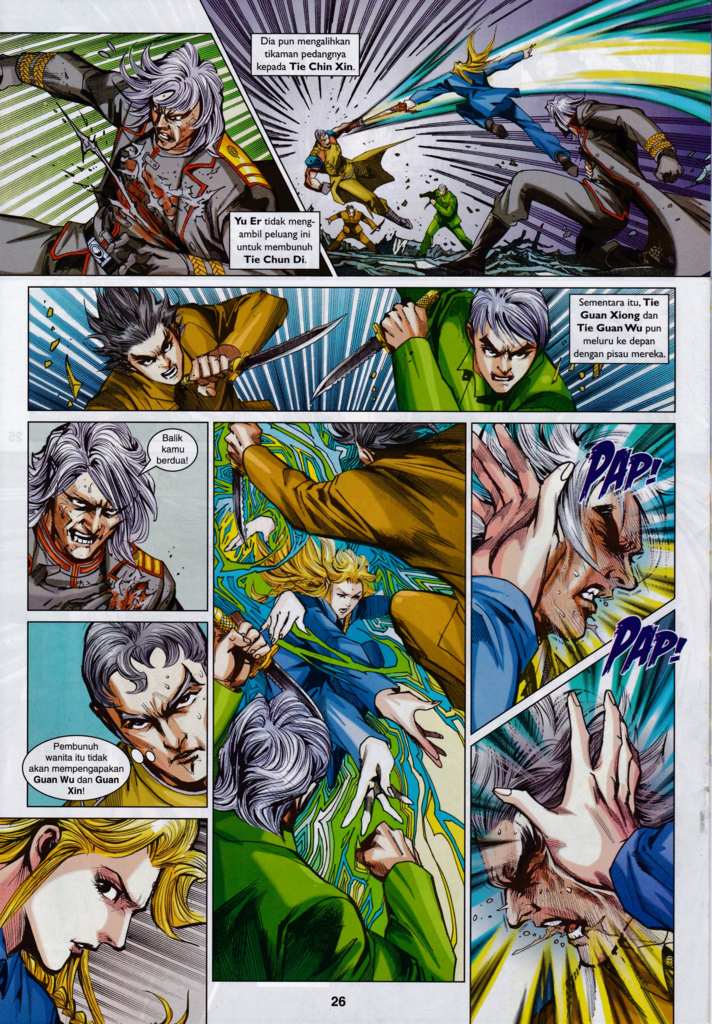 Dia pun mengalihkan
tikaman pedangnya
kepada Tie Chin Xin.
Yu Er tidak meng-
ambil peluang ini
untuk membunuh
Tie Chun Di.
Sementara itu, Tie
Guan Xiong dan
Tie Guan Wu pun
meluru ke depan
dengan pisau mereka.
Balik
kamu
berdua!
PAP!
Pembunuh
wanita itu tidak
akan mempengapakan
Guan Wu dan Guan
Xin!
PAP!
26